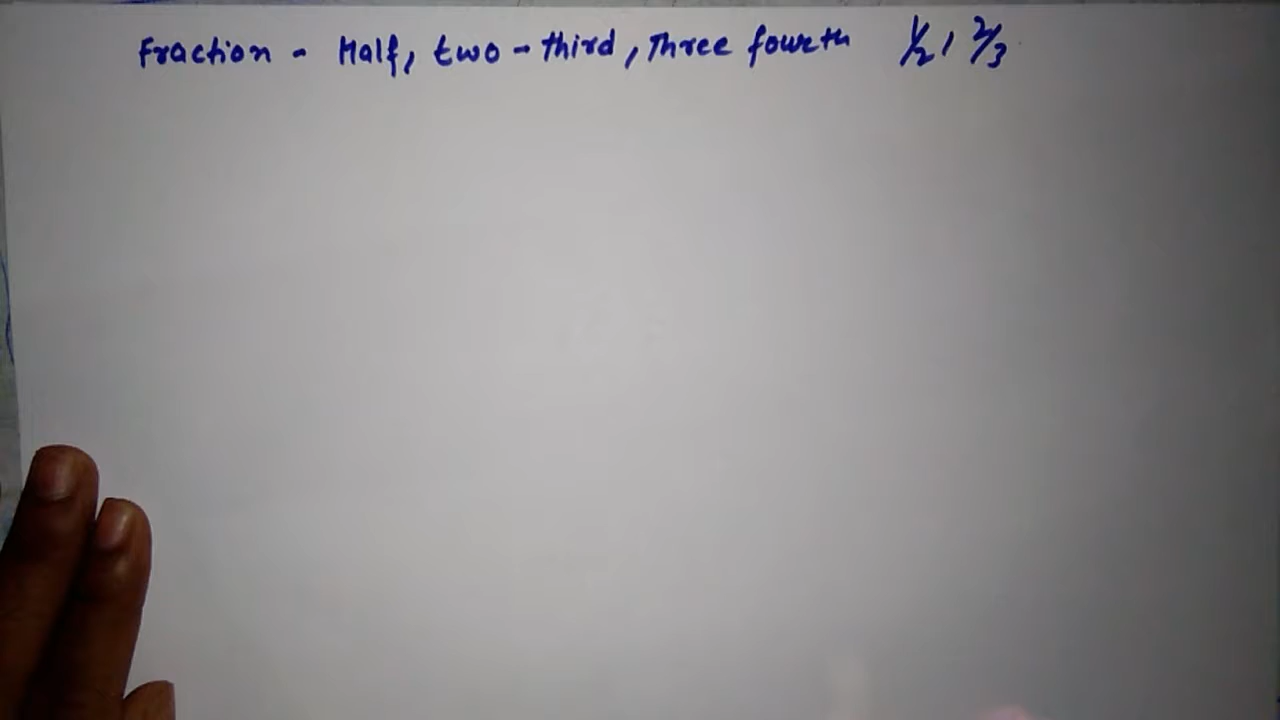 Fraction - Half, two-third, Three fourth 1/2, 2/3